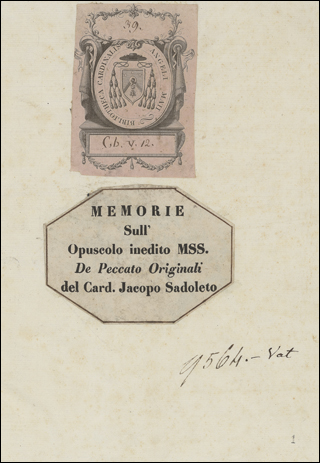 39.
BIBLIOTHECA CARDINALIS ANGELI MAII
Ch. V. 12.
MEMORIE
Sull'
Opuscolo inedito MSS.
De Peccato Originali
del Card. Jacopo Sadoleto
9564.- Vat
1